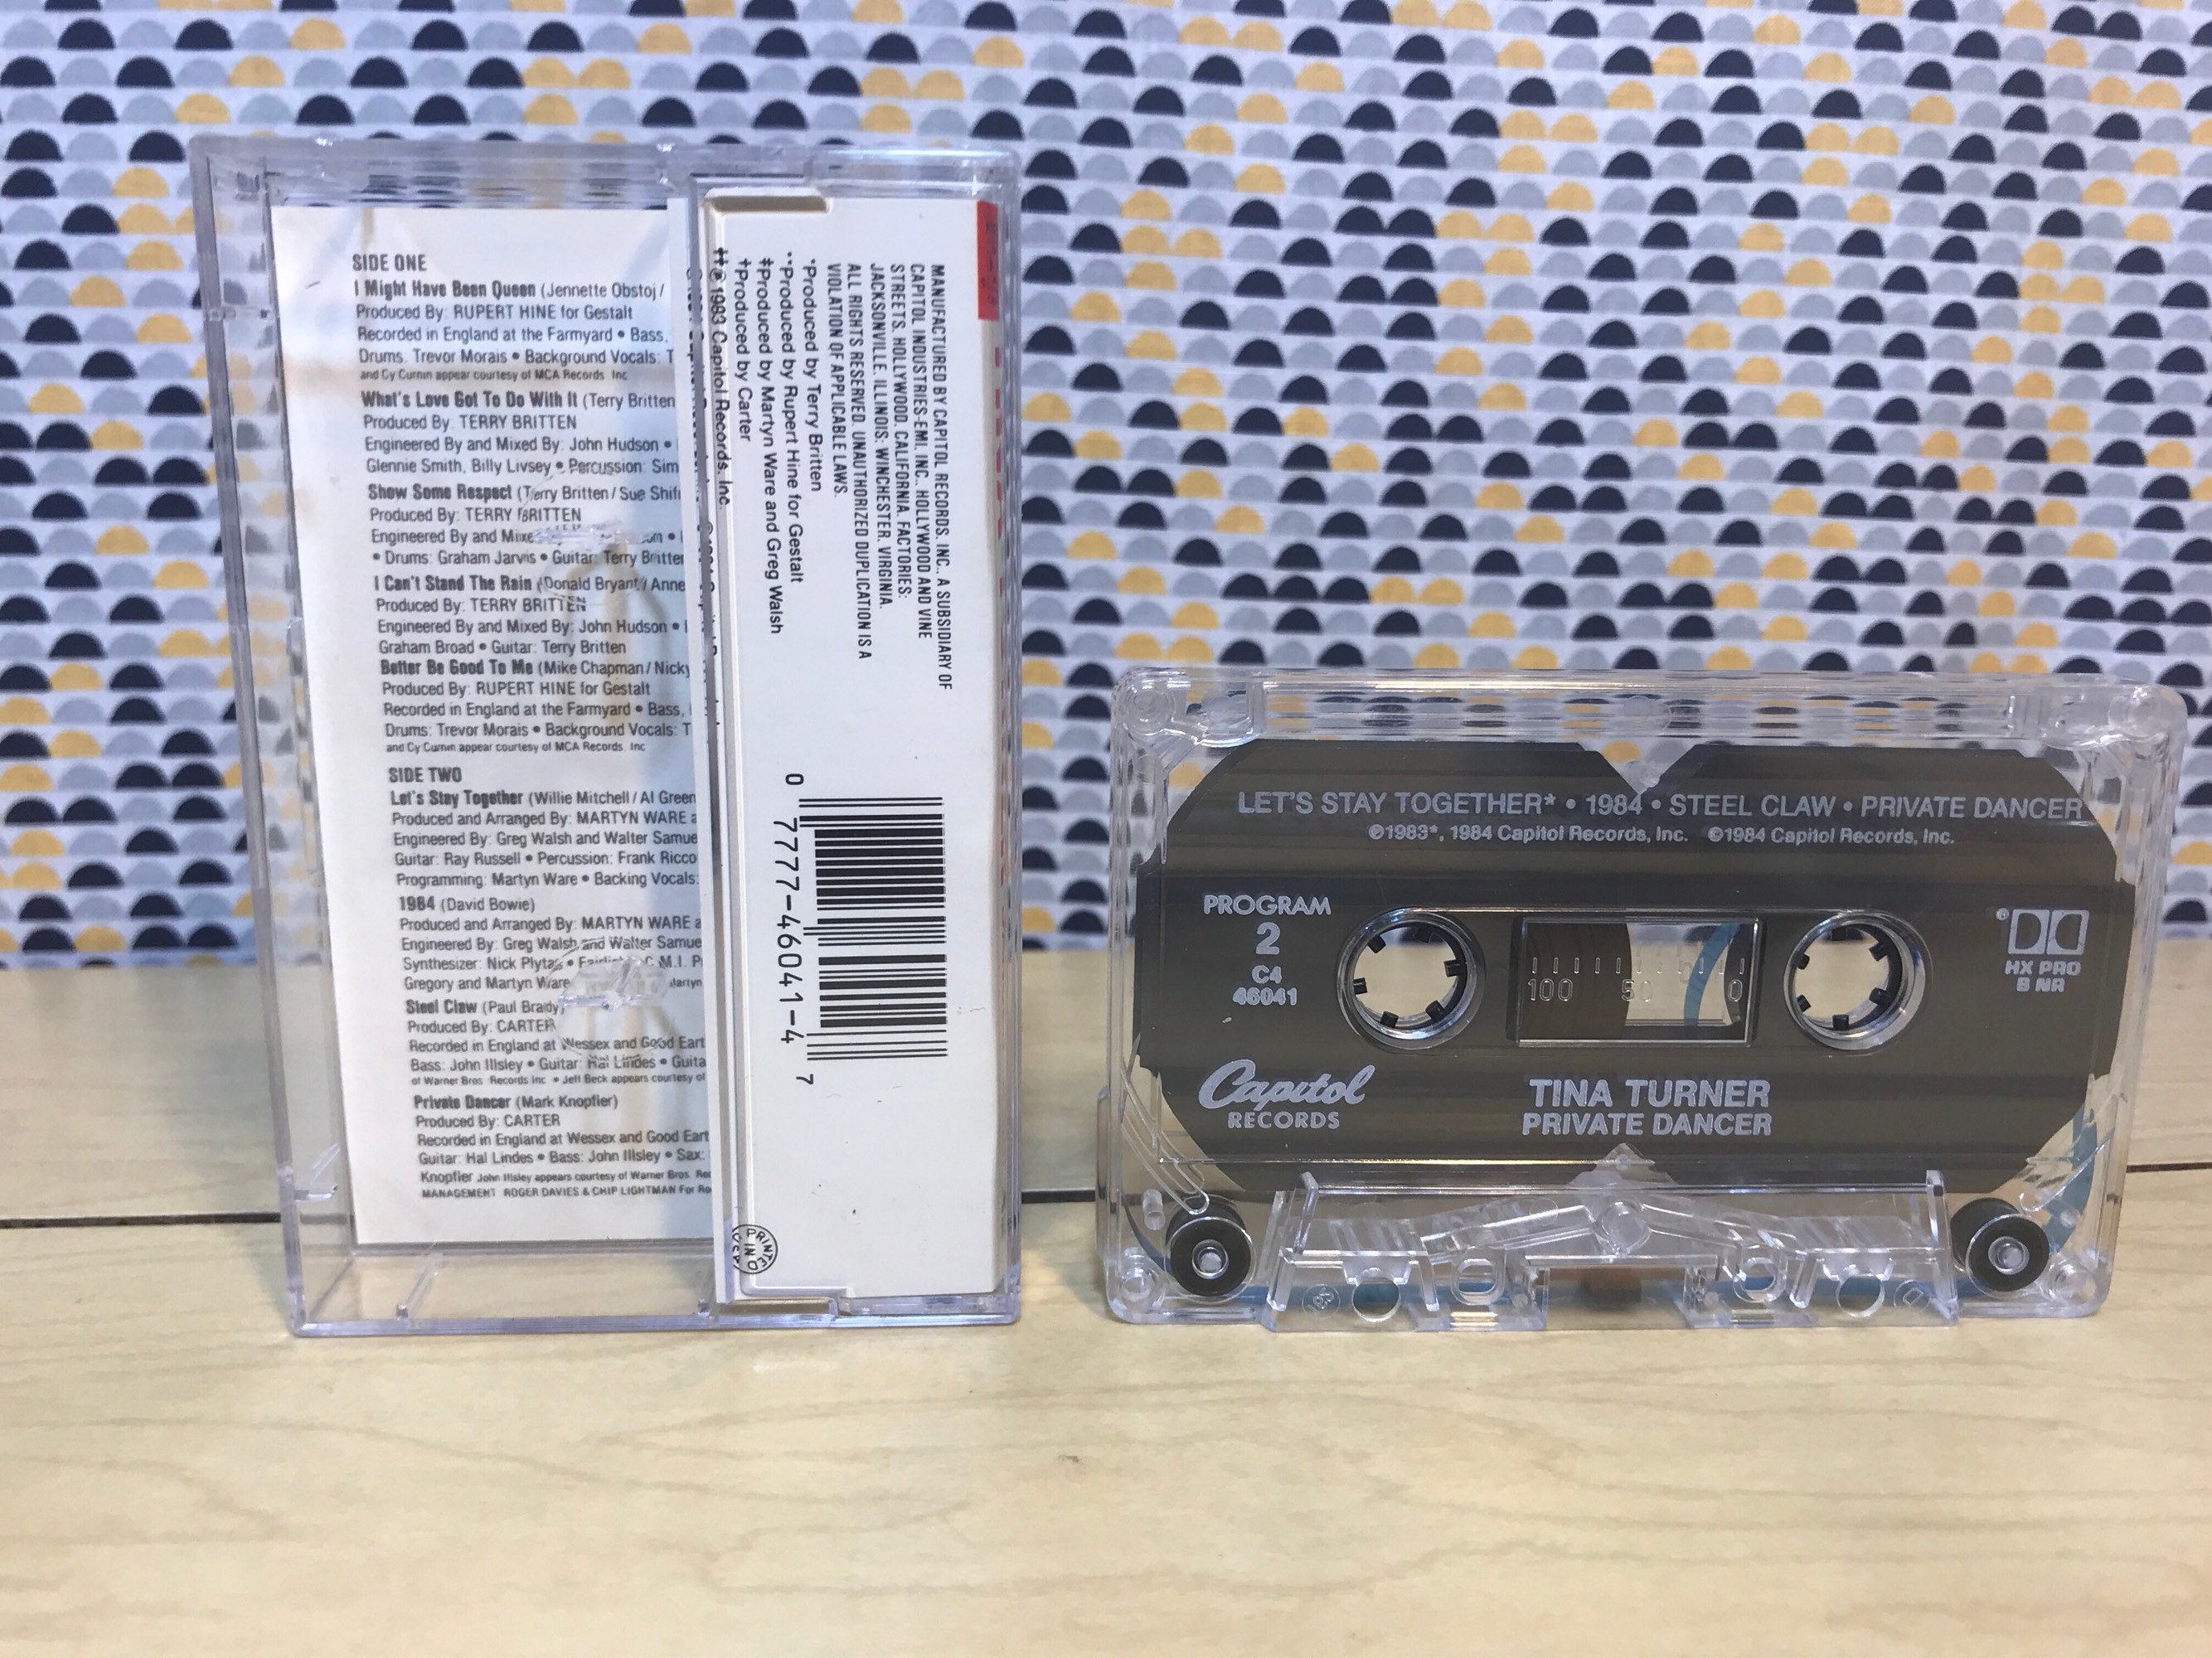 SIDE ONE
I Might Have Been Queen (Jennette Obstoj /
Produced By: RUPERT HINE for Gestalt
Recorded in England at the Farmyard • Bass,
Drums: Trevor Morais • Background Vocals: T
and Cy Curnin appear courtesy of MCA Records. Inc
What's Love Got To Do With It (Terry Britten
Produced By: TERRY BRITTEN
Engineered By and Mixed By: John Hudson •
Glennie Smith, Billy Livsey • Percussion: Sim
Show Some Respect (Terry Britten / Sue Shif
Produced By: TERRY BRITTEN
Engineered By and Mixe
• Drums: Graham Jarvis • Guitar: Terry Britten
I Can't Stand The Rain (Donald Bryant / Anne
Produced By: TERRY BRITTEN
Engineered By and Mixed By: John Hudson •
Graham Broad • Guitar: Terry Britten
Better Be Good To Me (Mike Chapman / Nicky
Produced By: RUPERT HINE for Gestalt
Recorded in England at the Farmyard • Bass,
Drums: Trevor Morais • Background Vocals: T
and Cy Curnin appear courtesy of MCA Records. Inc
SIDE TWO
Let's Stay Together (Willie Mitchell / Al Green
Produced and Arranged By: MARTYN WARE a
Engineered By: Greg Walsh and Walter Samue
Guitar: Ray Russell • Percussion: Frank Ricco
Programming: Martyn Ware • Backing Vocals:
1984 (David Bowie)
Produced and Arranged By: MARTYN WARE a
Engineered By: Greg Walsh and Walter Samue
Synthesizer: Nick Plytas • C.M.I. P
Gregory and Martyn Ware Martyn
Steel Claw (Paul Brady)
Produced By: CARTER
Recorded in England at Wessex and Good Eart
Bass: John Illsley • Guitar: Hal Lindes • Guita
of Warner Bros. Records Inc. • Jeff Beck appears courtesy of
Private Dancer (Mark Knopfler)
Produced By: CARTER
Recorded in England at Wessex and Good Eart
Guitar: Hal Lindes • Bass: John Illsley • Sax:
Knopfler John Illsley appears courtesy of Warner Bros. Rec
MANAGEMENT: ROGER DAVIES & CHIP LIGHTMAN For Ro
MANUFACTURED BY CAPITOL RECORDS, INC., A SUBSIDIARY OF
CAPITOL INDUSTRIES-EMI, INC., HOLLYWOOD AND VINE
STREETS, HOLLYWOOD, CALIFORNIA. FACTORIES:
JACKSONVILLE, ILLINOIS; WINCHESTER, VIRGINIA.
ALL RIGHTS RESERVED. UNAUTHORIZED DUPLICATION IS A
VIOLATION OF APPLICABLE LAWS.
*Produced by Terry Britten
**Produced by Rupert Hine for Gestalt
‡Produced by Martyn Ware and Greg Walsh
†Produced by Carter
‡‡℗ 1983 Capitol Records, Inc.
0 7777-46041-4 7
PRINTED IN U.S.A.
LET'S STAY TOGETHER* • 1984 • STEEL CLAW • PRIVATE DANCER
℗1983*, 1984 Capitol Records, Inc. ©1984 Capitol Records, Inc.
PROGRAM
2
C4
46041
100 50 0
HX PRO
B NR
Capitol
RECORDS
TINA TURNER
PRIVATE DANCER